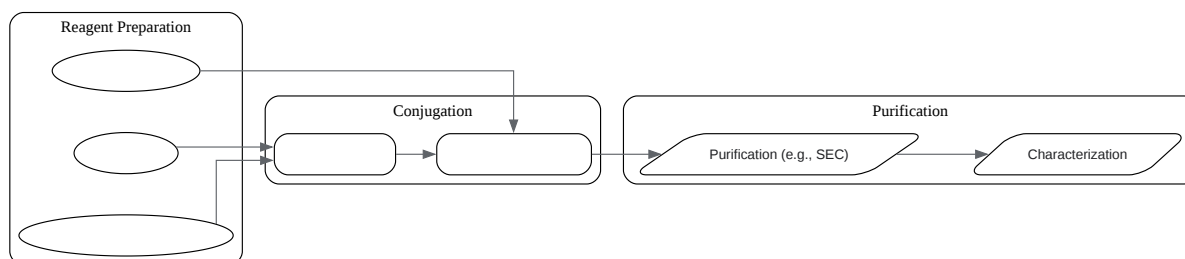 Reagent Preparation
Conjugation
Purification
Purification (e.g., SEC)
Characterization